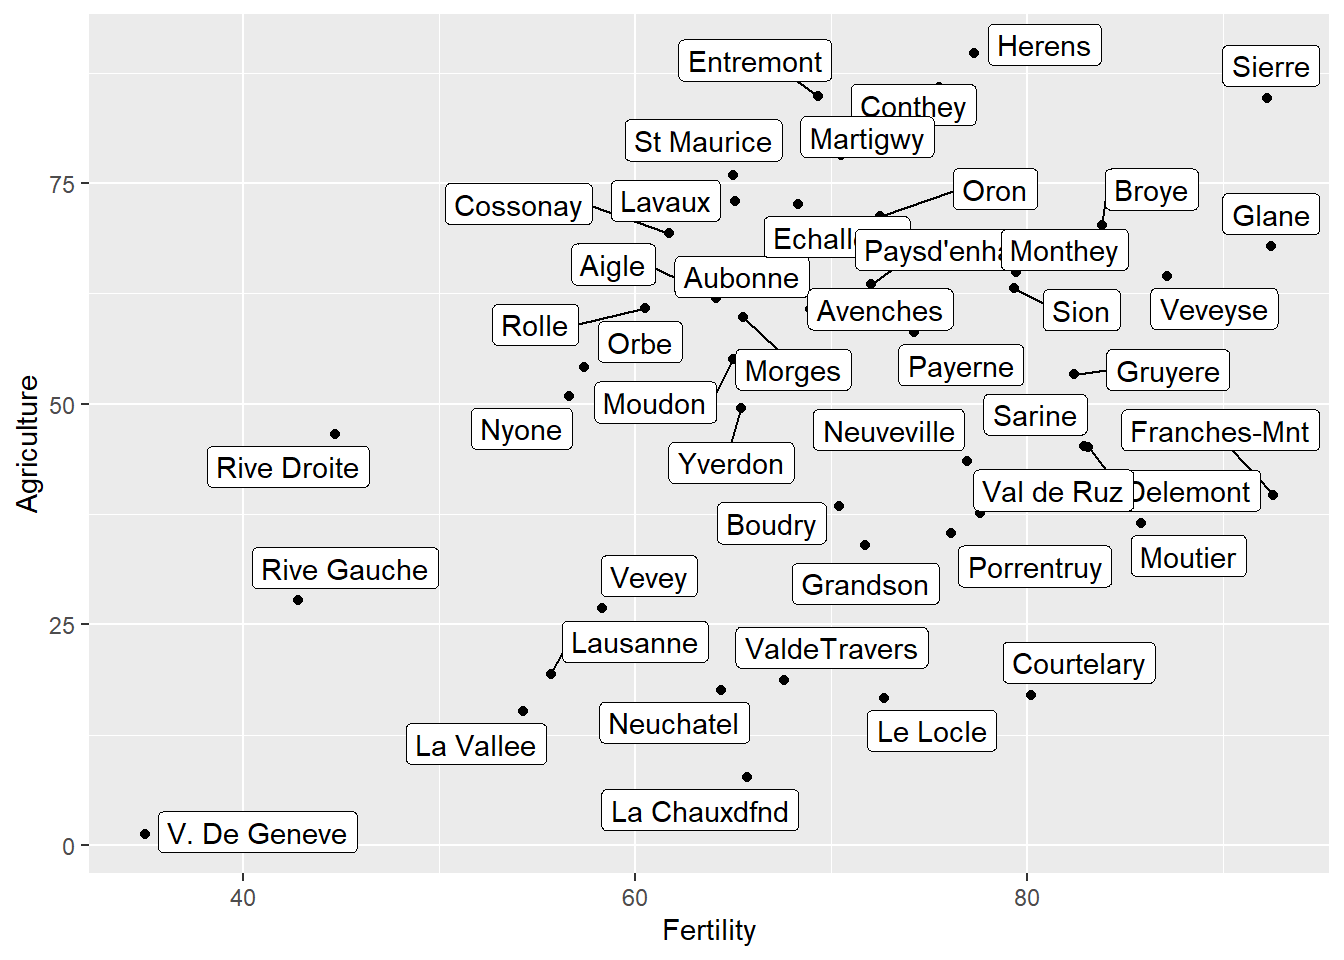 Herens
Entremont
Sierre
Conthey
Martigwy
St Maurice
75
Oron
Broye
Lavaux
Cossonay
Glane
Echall
Paysd'enha
Monthey
Aigle
Aubonne
Avenches
Sion
Veveyse
Rolle
Orbe
Morges
Payerne
Gruyere
50
Moudon
Sarine
Nyone
Neuveville
Franches-Mnt
Rive Droite
Yverdon
Agriculture
Val de Ruz
Delemont
Boudry
Moutier
Rive Gauche
Porrentruy
Vevey
Grandson
25
Lausanne
ValdeTravers
Courtelary
Neuchatel
Le Locle
La Vallee
La Chauxdfnd
V. De Geneve
0
40
60
80
Fertility